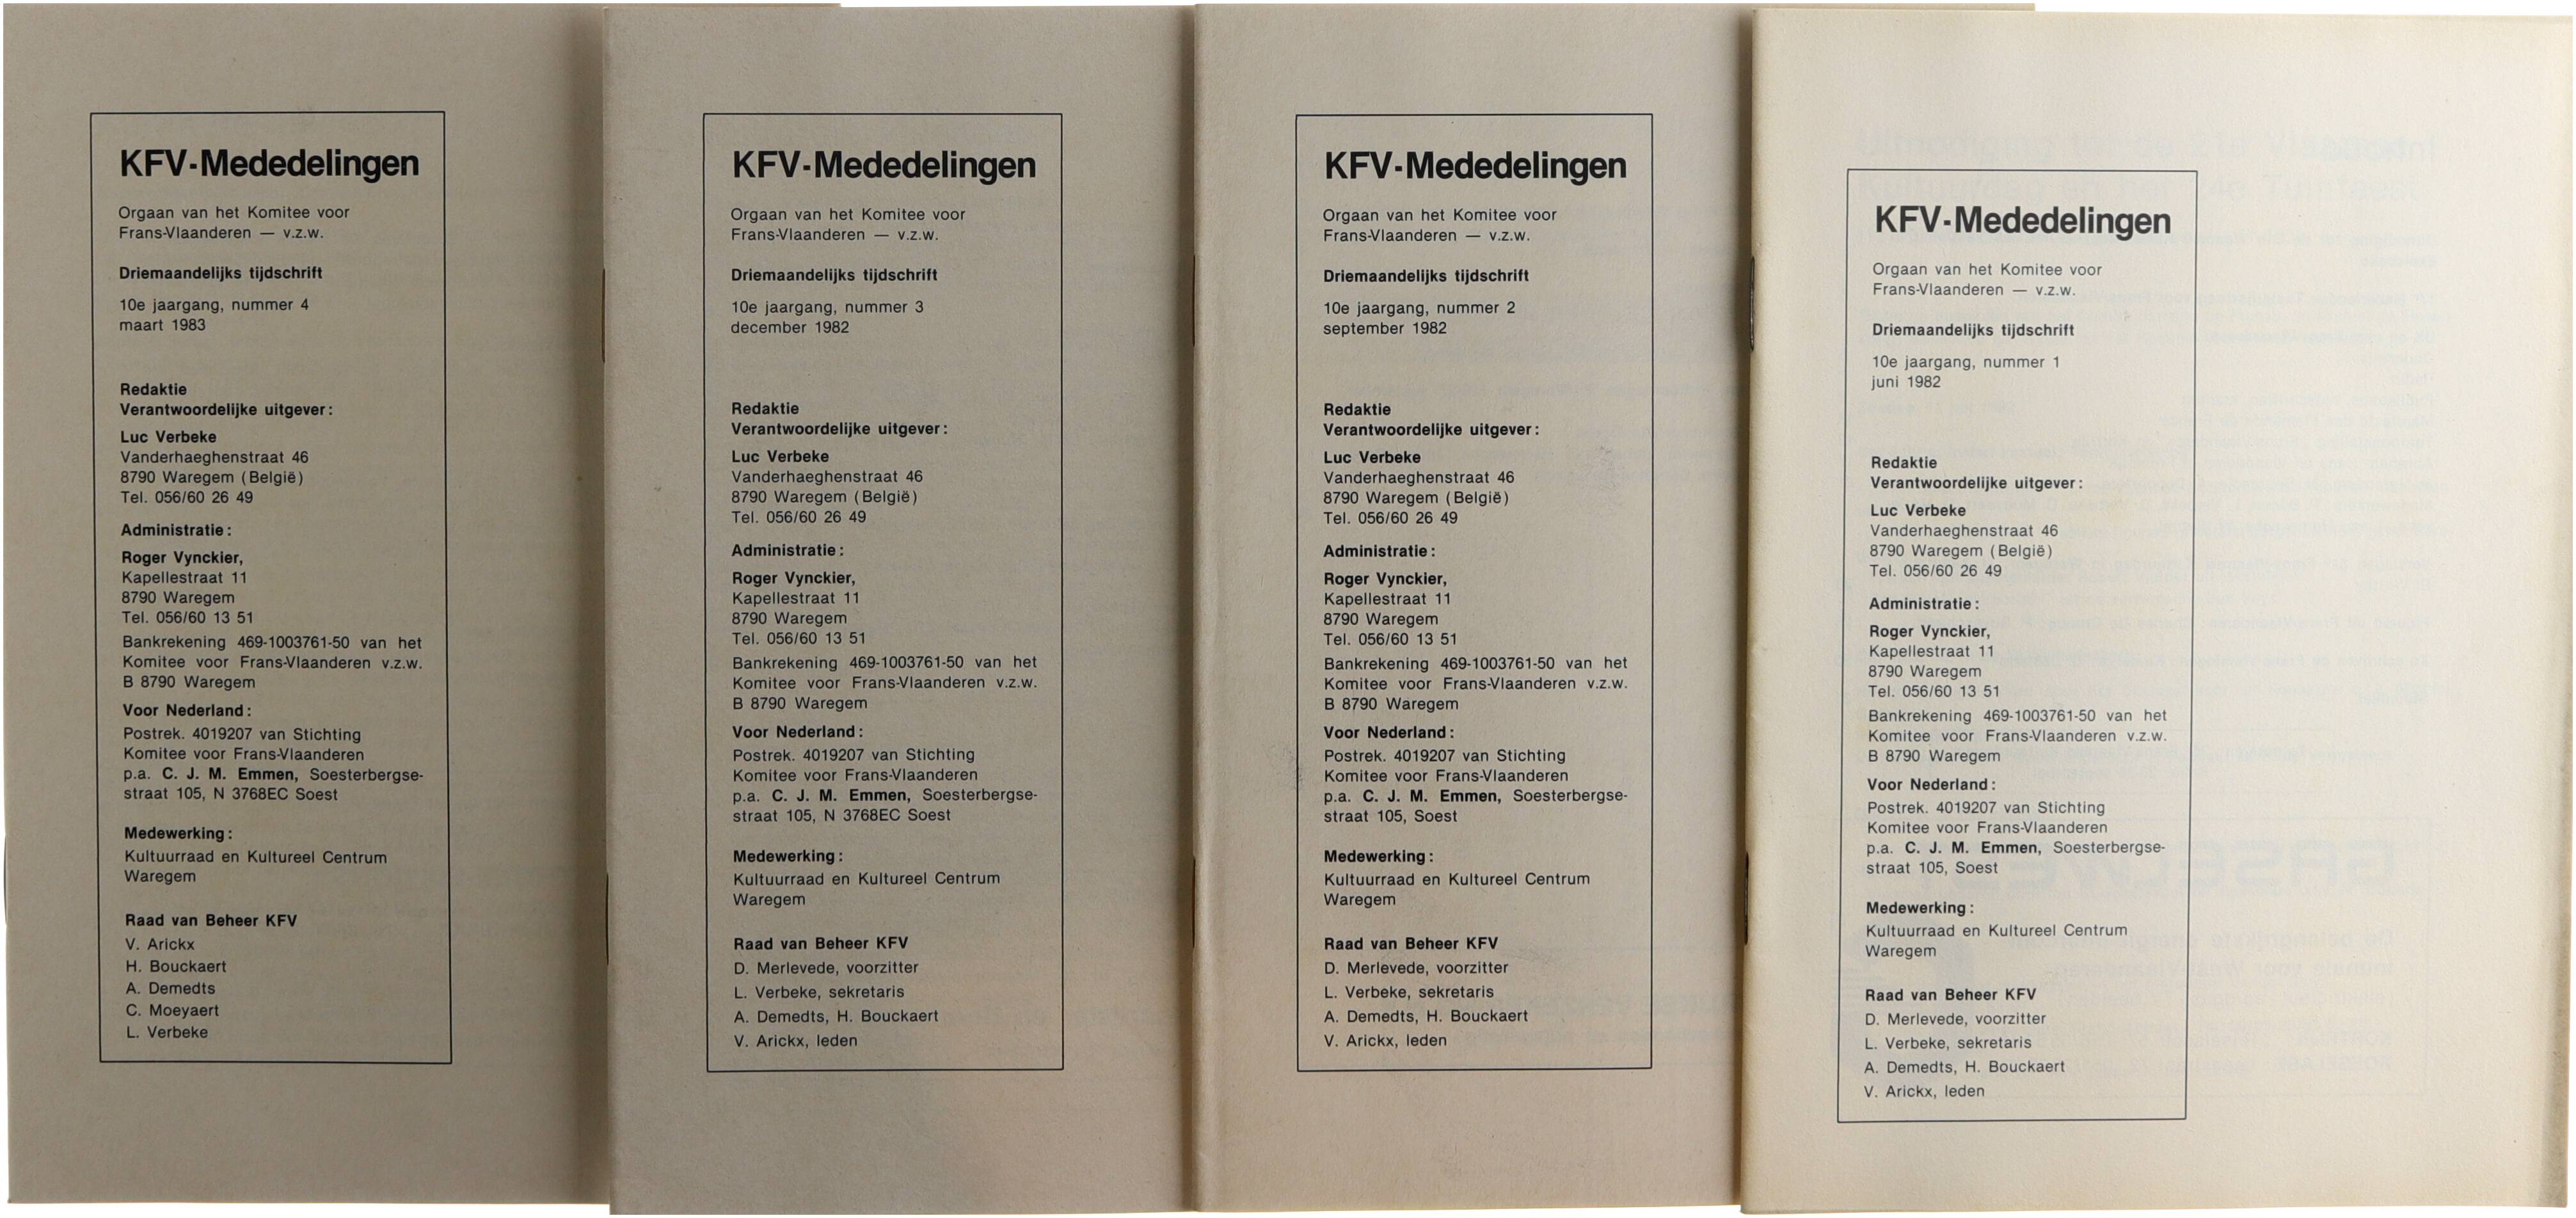 KFV-Mededelingen
Orgaan van het Komitee voor
Frans-Vlaanderen — v.z.w.
Driemaandelijks tijdschrift
10e jaargang, nummer 4
maart 1983
Redaktie
Verantwoordelijke uitgever:
Luc Verbeke
Vanderhaeghenstraat 46
8790 Waregem (België)
Tel. 056/60 26 49
Administratie:
Roger Vynckier,
Kapellestraat 11
8790 Waregem
Tel. 056/60 13 51
Bankrekening 469-1003761-50 van het
Komitee voor Frans-Vlaanderen v.z.w.
B 8790 Waregem
Voor Nederland:
Postrek. 4019207 van Stichting
Komitee voor Frans-Vlaanderen
p.a. C. J. M. Emmen, Soesterbergse-
straat 105, N 3768EC Soest
Medewerking:
Kultuurraad en Kultureel Centrum
Waregem
Raad van Beheer KFV
V. Arickx
H. Bouckaert
A. Demedts
C. Moeyaert
L. Verbeke
KFV-Mededelingen
Orgaan van het Komitee voor
Frans-Vlaanderen — v.z.w.
Driemaandelijks tijdschrift
10e jaargang, nummer 3
december 1982
Redaktie
Verantwoordelijke uitgever:
Luc Verbeke
Vanderhaeghenstraat 46
8790 Waregem (België)
Tel. 056/60 26 49
Administratie:
Roger Vynckier,
Kapellestraat 11
8790 Waregem
Tel. 056/60 13 51
Bankrekening 469-1003761-50 van het
Komitee voor Frans-Vlaanderen v.z.w.
B 8790 Waregem
Voor Nederland:
Postrek. 4019207 van Stichting
Komitee voor Frans-Vlaanderen
p.a. C. J. M. Emmen, Soesterbergse-
straat 105, N 3768EC Soest
Medewerking:
Kultuurraad en Kultureel Centrum
Waregem
Raad van Beheer KFV
D. Merlevede, voorzitter
L. Verbeke, sekretaris
A. Demedts, H. Bouckaert
V. Arickx, leden
KFV-Mededelingen
Orgaan van het Komitee voor
Frans-Vlaanderen — v.z.w.
Driemaandelijks tijdschrift
10e jaargang, nummer 2
september 1982
Redaktie
Verantwoordelijke uitgever:
Luc Verbeke
Vanderhaeghenstraat 46
8790 Waregem (België)
Tel. 056/60 26 49
Administratie:
Roger Vynckier,
Kapellestraat 11
8790 Waregem
Tel. 056/60 13 51
Bankrekening 469-1003761-50 van het
Komitee voor Frans-Vlaanderen v.z.w.
B 8790 Waregem
Voor Nederland:
Postrek. 4019207 van Stichting
Komitee voor Frans-Vlaanderen
p.a. C. J. M. Emmen, Soesterbergse-
straat 105, Soest
Medewerking:
Kultuurraad en Kultureel Centrum
Waregem
Raad van Beheer KFV
D. Merlevede, voorzitter
L. Verbeke, sekretaris
A. Demedts, H. Bouckaert
V. Arickx, leden
KFV-Mededelingen
Orgaan van het Komitee voor
Frans-Vlaanderen — v.z.w.
Driemaandelijks tijdschrift
10e jaargang, nummer 1
juni 1982
Redaktie
Verantwoordelijke uitgever:
Luc Verbeke
Vanderhaeghenstraat 46
8790 Waregem (België)
Tel. 056/60 26 49
Administratie:
Roger Vynckier,
Kapellestraat 11
8790 Waregem
Tel. 056/60 13 51
Bankrekening 469-1003761-50 van het
Komitee voor Frans-Vlaanderen v.z.w.
B 8790 Waregem
Voor Nederland:
Postrek. 4019207 van Stichting
Komitee voor Frans-Vlaanderen
p.a. C. J. M. Emmen, Soesterbergse-
straat 105, Soest
Medewerking:
Kultuurraad en Kultureel Centrum
Waregem
Raad van Beheer KFV
D. Merlevede, voorzitter
L. Verbeke, sekretaris
A. Demedts, H. Bouckaert
V. Arickx, leden